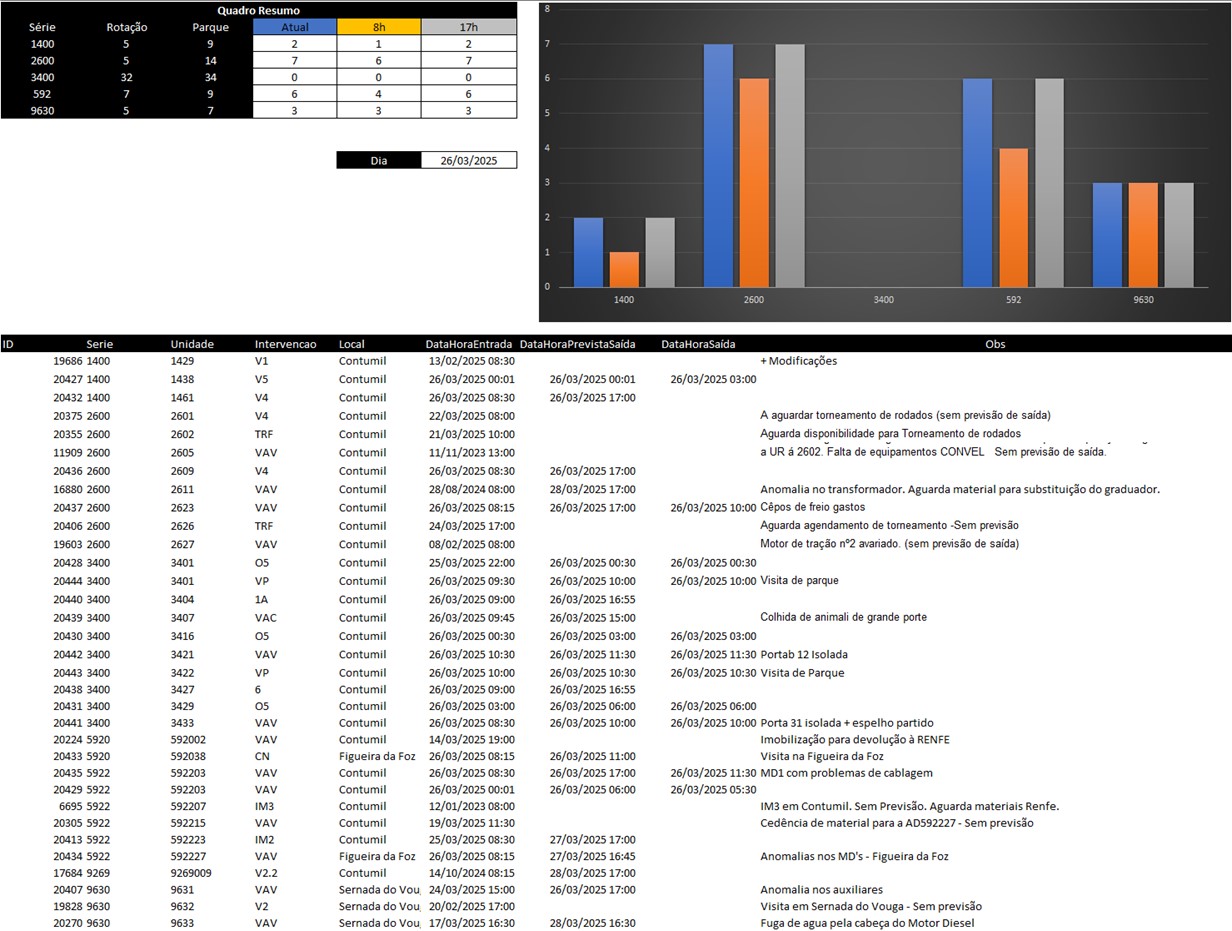 Quadro Resumo
Série Rotação Parque Atual 8h 17h
1400 5 9 2 1 2
2600 5 14 7 6 7
3400 32 34 0 0 0
592 7 9 6 4 6
9630 5 7 3 3 3
Dia 26/03/2025
8
7
6
5
4
3
2
1
0
1400 2600 3400 592 9630
ID Serie Unidade Intervencao Local DataHoraEntrada DataHoraPrevistaSaída DataHoraSaída Obs
19686 1400 1429 V1 Contumil 13/02/2025 08:30 + Modificações
20427 1400 1438 V5 Contumil 26/03/2025 00:01 26/03/2025 00:01 26/03/2025 03:00
20432 1400 1461 V4 Contumil 26/03/2025 08:30 26/03/2025 17:00
20375 2600 2601 V4 Contumil 22/03/2025 08:00 A aguardar torneamento de rodados (sem previsão de saída)
20355 2600 2602 TRF Contumil 21/03/2025 10:00 Aguarda disponibilidade para Torneamento de rodados
11909 2600 2605 VAV Contumil 11/11/2023 13:00 a UR á 2602. Falta de equipamentos CONVEL Sem previsão de saída.
20436 2600 2609 V4 Contumil 26/03/2025 08:30 26/03/2025 17:00
16880 2600 2611 VAV Contumil 28/08/2024 08:00 28/03/2025 17:00 Anomalia no transformador. Aguarda material para substituição do graduador.
20437 2600 2623 VAV Contumil 26/03/2025 08:15 26/03/2025 17:00 26/03/2025 10:00 Cêpos de freio gastos
20406 2600 2626 TRF Contumil 24/03/2025 17:00 Aguarda agendamento de torneamento -Sem previsão
19603 2600 2627 VAV Contumil 08/02/2025 08:00 Motor de tração nº2 avariado. (sem previsão de saída)
20428 3400 3401 O5 Contumil 25/03/2025 22:00 26/03/2025 00:30 26/03/2025 00:30
20444 3400 3401 VP Contumil 26/03/2025 09:30 26/03/2025 10:00 26/03/2025 10:00 Visita de parque
20440 3400 3404 1A Contumil 26/03/2025 09:00 26/03/2025 16:55
20439 3400 3407 VAC Contumil 26/03/2025 09:45 26/03/2025 15:00 Colhida de animali de grande porte
20430 3400 3416 O5 Contumil 26/03/2025 00:30 26/03/2025 03:00 26/03/2025 03:00
20442 3400 3421 VAV Contumil 26/03/2025 10:30 26/03/2025 11:30 26/03/2025 11:30 Portab 12 Isolada
20443 3400 3422 VP Contumil 26/03/2025 10:00 26/03/2025 10:30 26/03/2025 10:30 Visita de Parque
20438 3400 3427 6 Contumil 26/03/2025 09:00 26/03/2025 16:55
20431 3400 3429 O5 Contumil 26/03/2025 03:00 26/03/2025 06:00 26/03/2025 06:00
20441 3400 3433 VAV Contumil 26/03/2025 08:30 26/03/2025 10:00 26/03/2025 10:00 Porta 31 isolada + espelho partido
20224 5920 592002 VAV Contumil 14/03/2025 19:00 Imobilização para devolução à RENFE
20433 5920 592038 CN Figueira da Foz 26/03/2025 08:15 26/03/2025 11:00 Visita na Figueira da Foz
20435 5922 592203 VAV Contumil 26/03/2025 08:30 26/03/2025 17:00 26/03/2025 11:30 MD1 com problemas de cablagem
20429 5922 592203 VAV Contumil 26/03/2025 00:01 26/03/2025 06:00 26/03/2025 05:30
6695 5922 592207 IM3 Contumil 12/01/2023 08:00 IM3 em Contumil. Sem Previsão. Aguarda materiais Renfe.
20305 5922 592215 VAV Contumil 19/03/2025 11:30 Cedência de material para a AD592227 - Sem previsão
20413 5922 592223 IM2 Contumil 25/03/2025 08:30 27/03/2025 17:00
20434 5922 592227 VAV Figueira da Foz 26/03/2025 08:15 27/03/2025 16:45 Anomalias nos MD's - Figueira da Foz
17684 9269 9269009 V2.2 Contumil 14/10/2024 08:15 28/03/2025 17:00
20407 9630 9631 VAV Sernada do Vou 24/03/2025 15:00 26/03/2025 17:00 Anomalia nos auxiliares
19828 9630 9632 V2 Sernada do Vou 20/02/2025 17:00 Visita em Sernada do Vouga - Sem previsão
20270 9630 9633 VAV Sernada do Vou 17/03/2025 16:30 28/03/2025 16:30 Fuga de agua pela cabeça do Motor Diesel